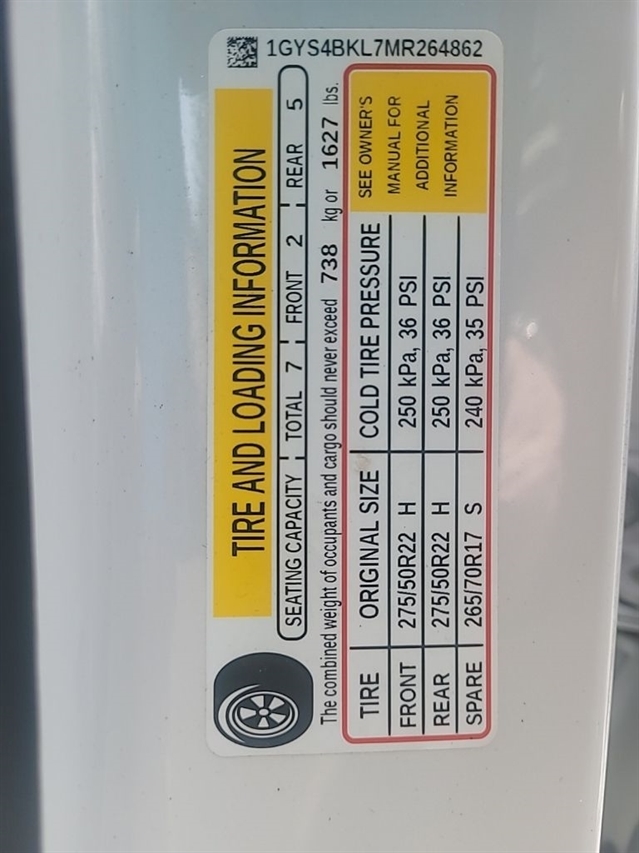 1GYS4BKL7MR264862
TIRE AND LOADING INFORMATION
SEATING CAPACITY ¦ TOTAL 7 ¦ FRONT 2 ¦ REAR 5
The combined weight of occupants and cargo should never exceed 738 kg or 1627 lbs.
TIRE ORIGINAL SIZE COLD TIRE PRESSURE
FRONT 275/50R22 H 250 kPa, 36 PSI
REAR 275/50R22 H 250 kPa, 36 PSI
SPARE 265/70R17 S 240 kPa, 35 PSI
SEE OWNER'S
MANUAL FOR
ADDITIONAL
INFORMATION